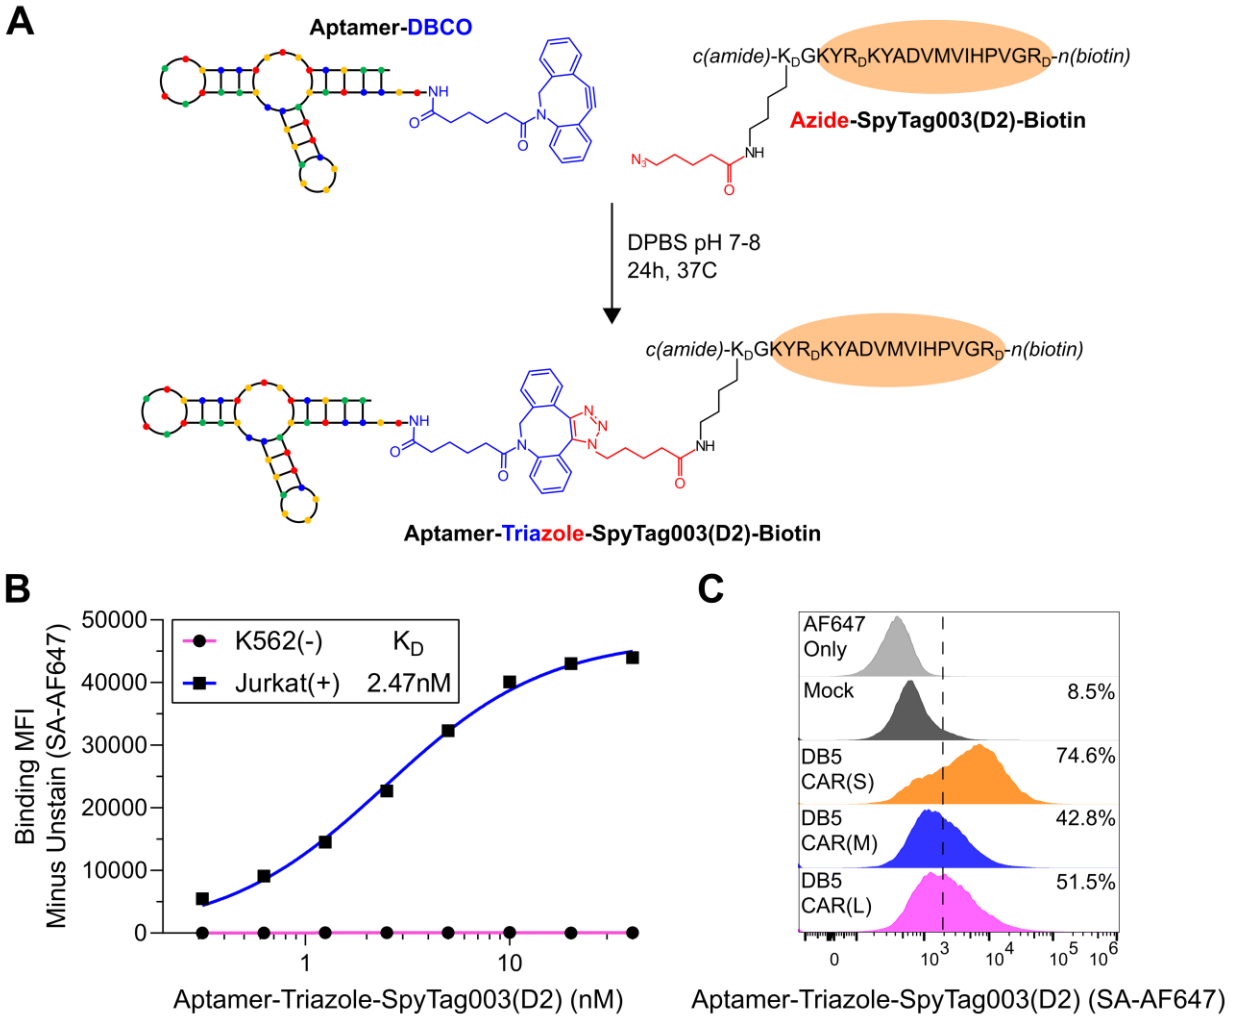 A
Aptamer-DBCO
NH
O
N
O
c(amide)-KDGKYRDKYADVMVIHPVGRD-n(biotin)
Azide-SpyTag003(D2)-Biotin
N3
NH
O
DPBS pH 7-8
24h, 37C
c(amide)-KDGKYRDKYADVMVIHPVGRD-n(biotin)
NH
O
N
O
N
N
N
NH
O
Aptamer-Triazole-SpyTag003(D2)-Biotin
B
Binding MFI
Minus Unstain (SA-AF647)
50000
40000
30000
20000
10000
0
K562(-) KD
Jurkat(+) 2.47nM
1 10
Aptamer-Triazole-SpyTag003(D2) (nM)
C
AF647
Only
Mock 8.5%
DB5 74.6%
CAR(S)
DB5 42.8%
CAR(M)
DB5 51.5%
CAR(L)
0 10^3 10^4 10^5 10^6
Aptamer-Triazole-SpyTag003(D2) (SA-AF647)